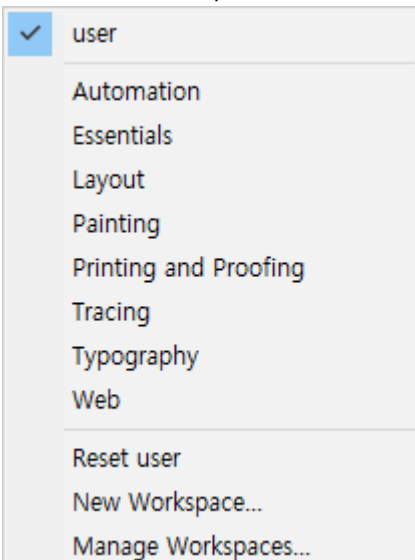 user
Automation
Essentials
Layout
Painting
Printing and Proofing
Tracing
Typography
Web
Reset user
New Workspace...
Manage Workspaces...